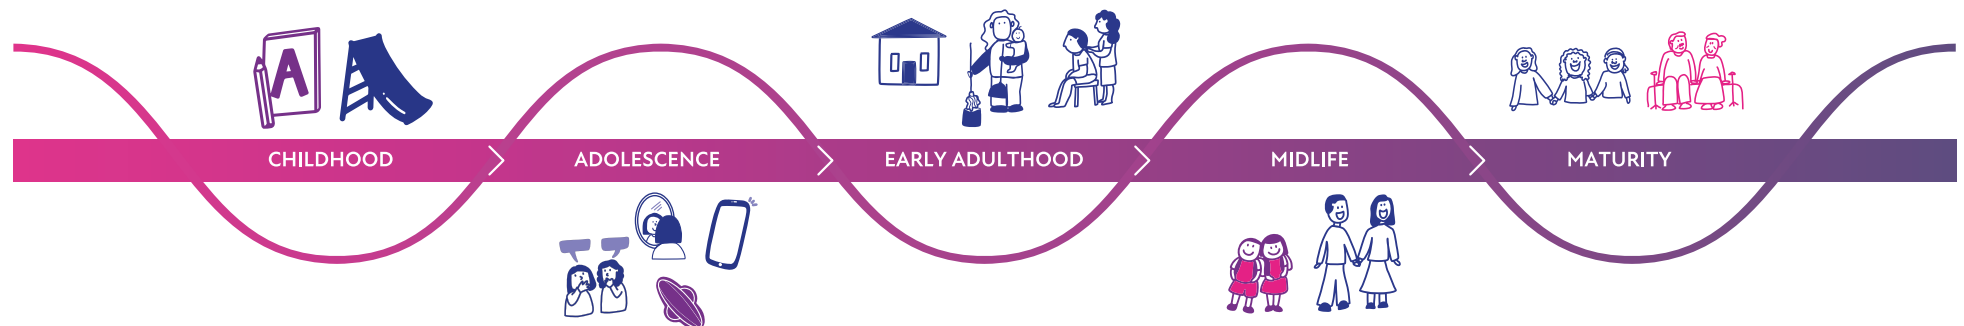 A
CHILDHOOD
ADOLESCENCE
EARLY ADULTHOOD
MIDLIFE
MATURITY